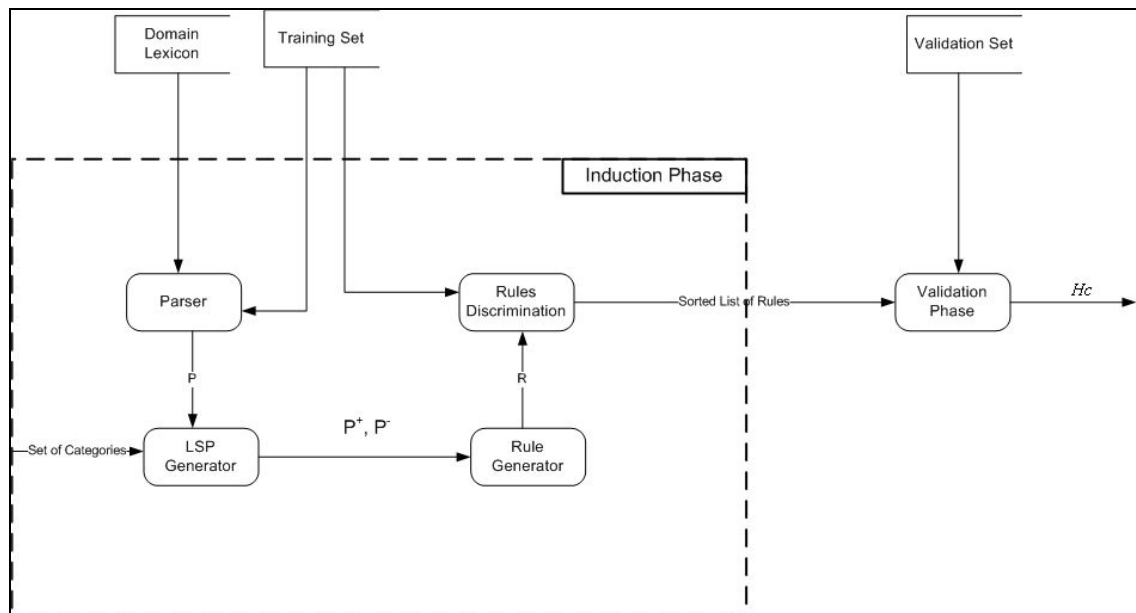 Domain
Lexicon
Training Set
Validation Set
Induction Phase
Parser
Rules
Discrimination
Sorted List of Rules
Validation
Phase
Hc
P
R
Set of Categories
LSP
Generator
P⁺, P⁻
Rule
Generator